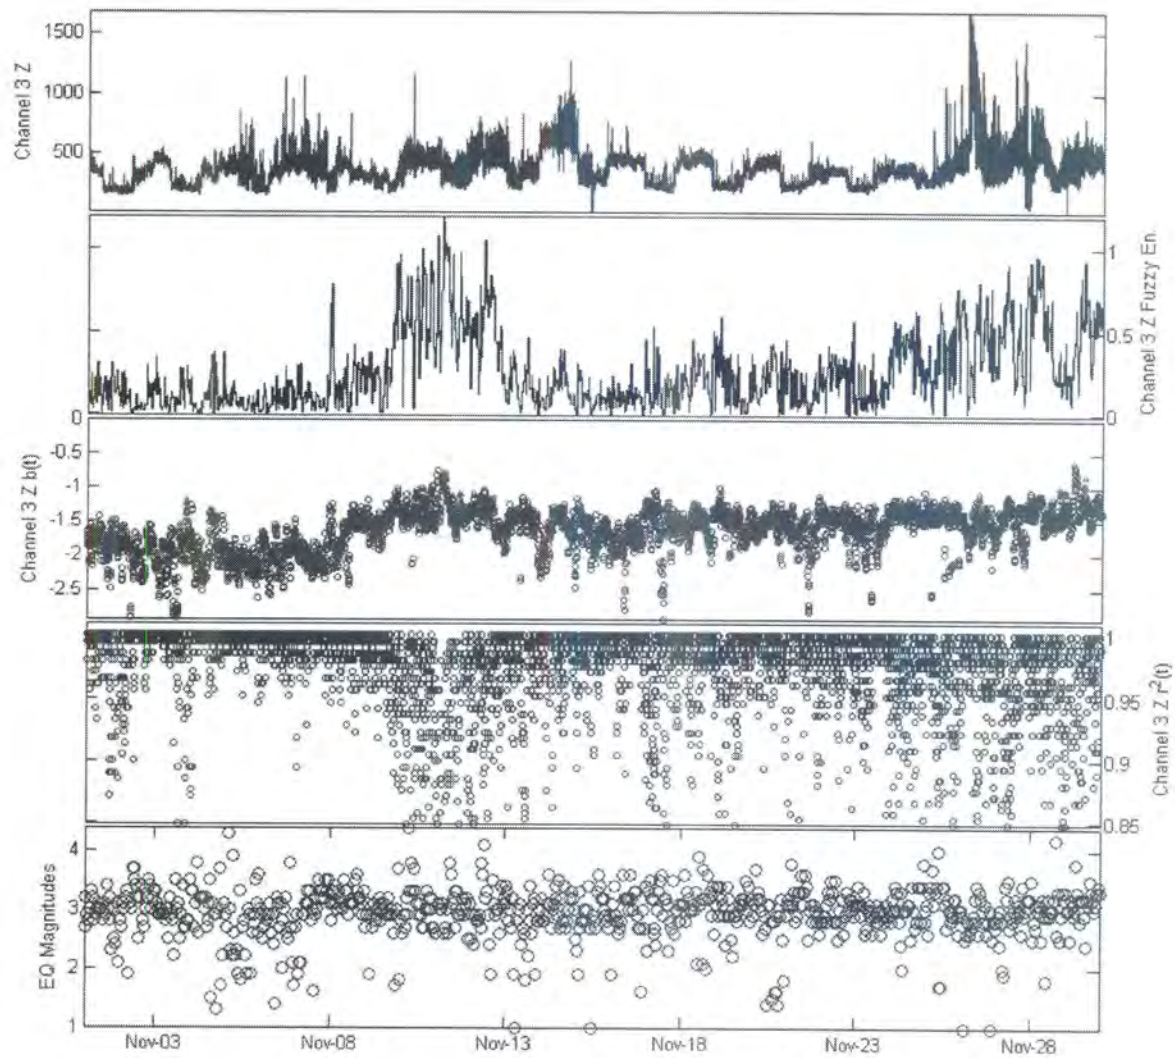 1500
1000
500
Channel 3 Z
1
0.5
0
Channel 3 Z Fuzzy En.
0
-0.5
-1
-1.5
-2
-2.5
Channel 3 Z b(t)
1
0.95
0.9
0.85
Channel 3 Z r²(t)
4
3
2
1
EQ Magnitudes
Nov-03
Nov-08
Nov-13
Nov-18
Nov-23
Nov-28